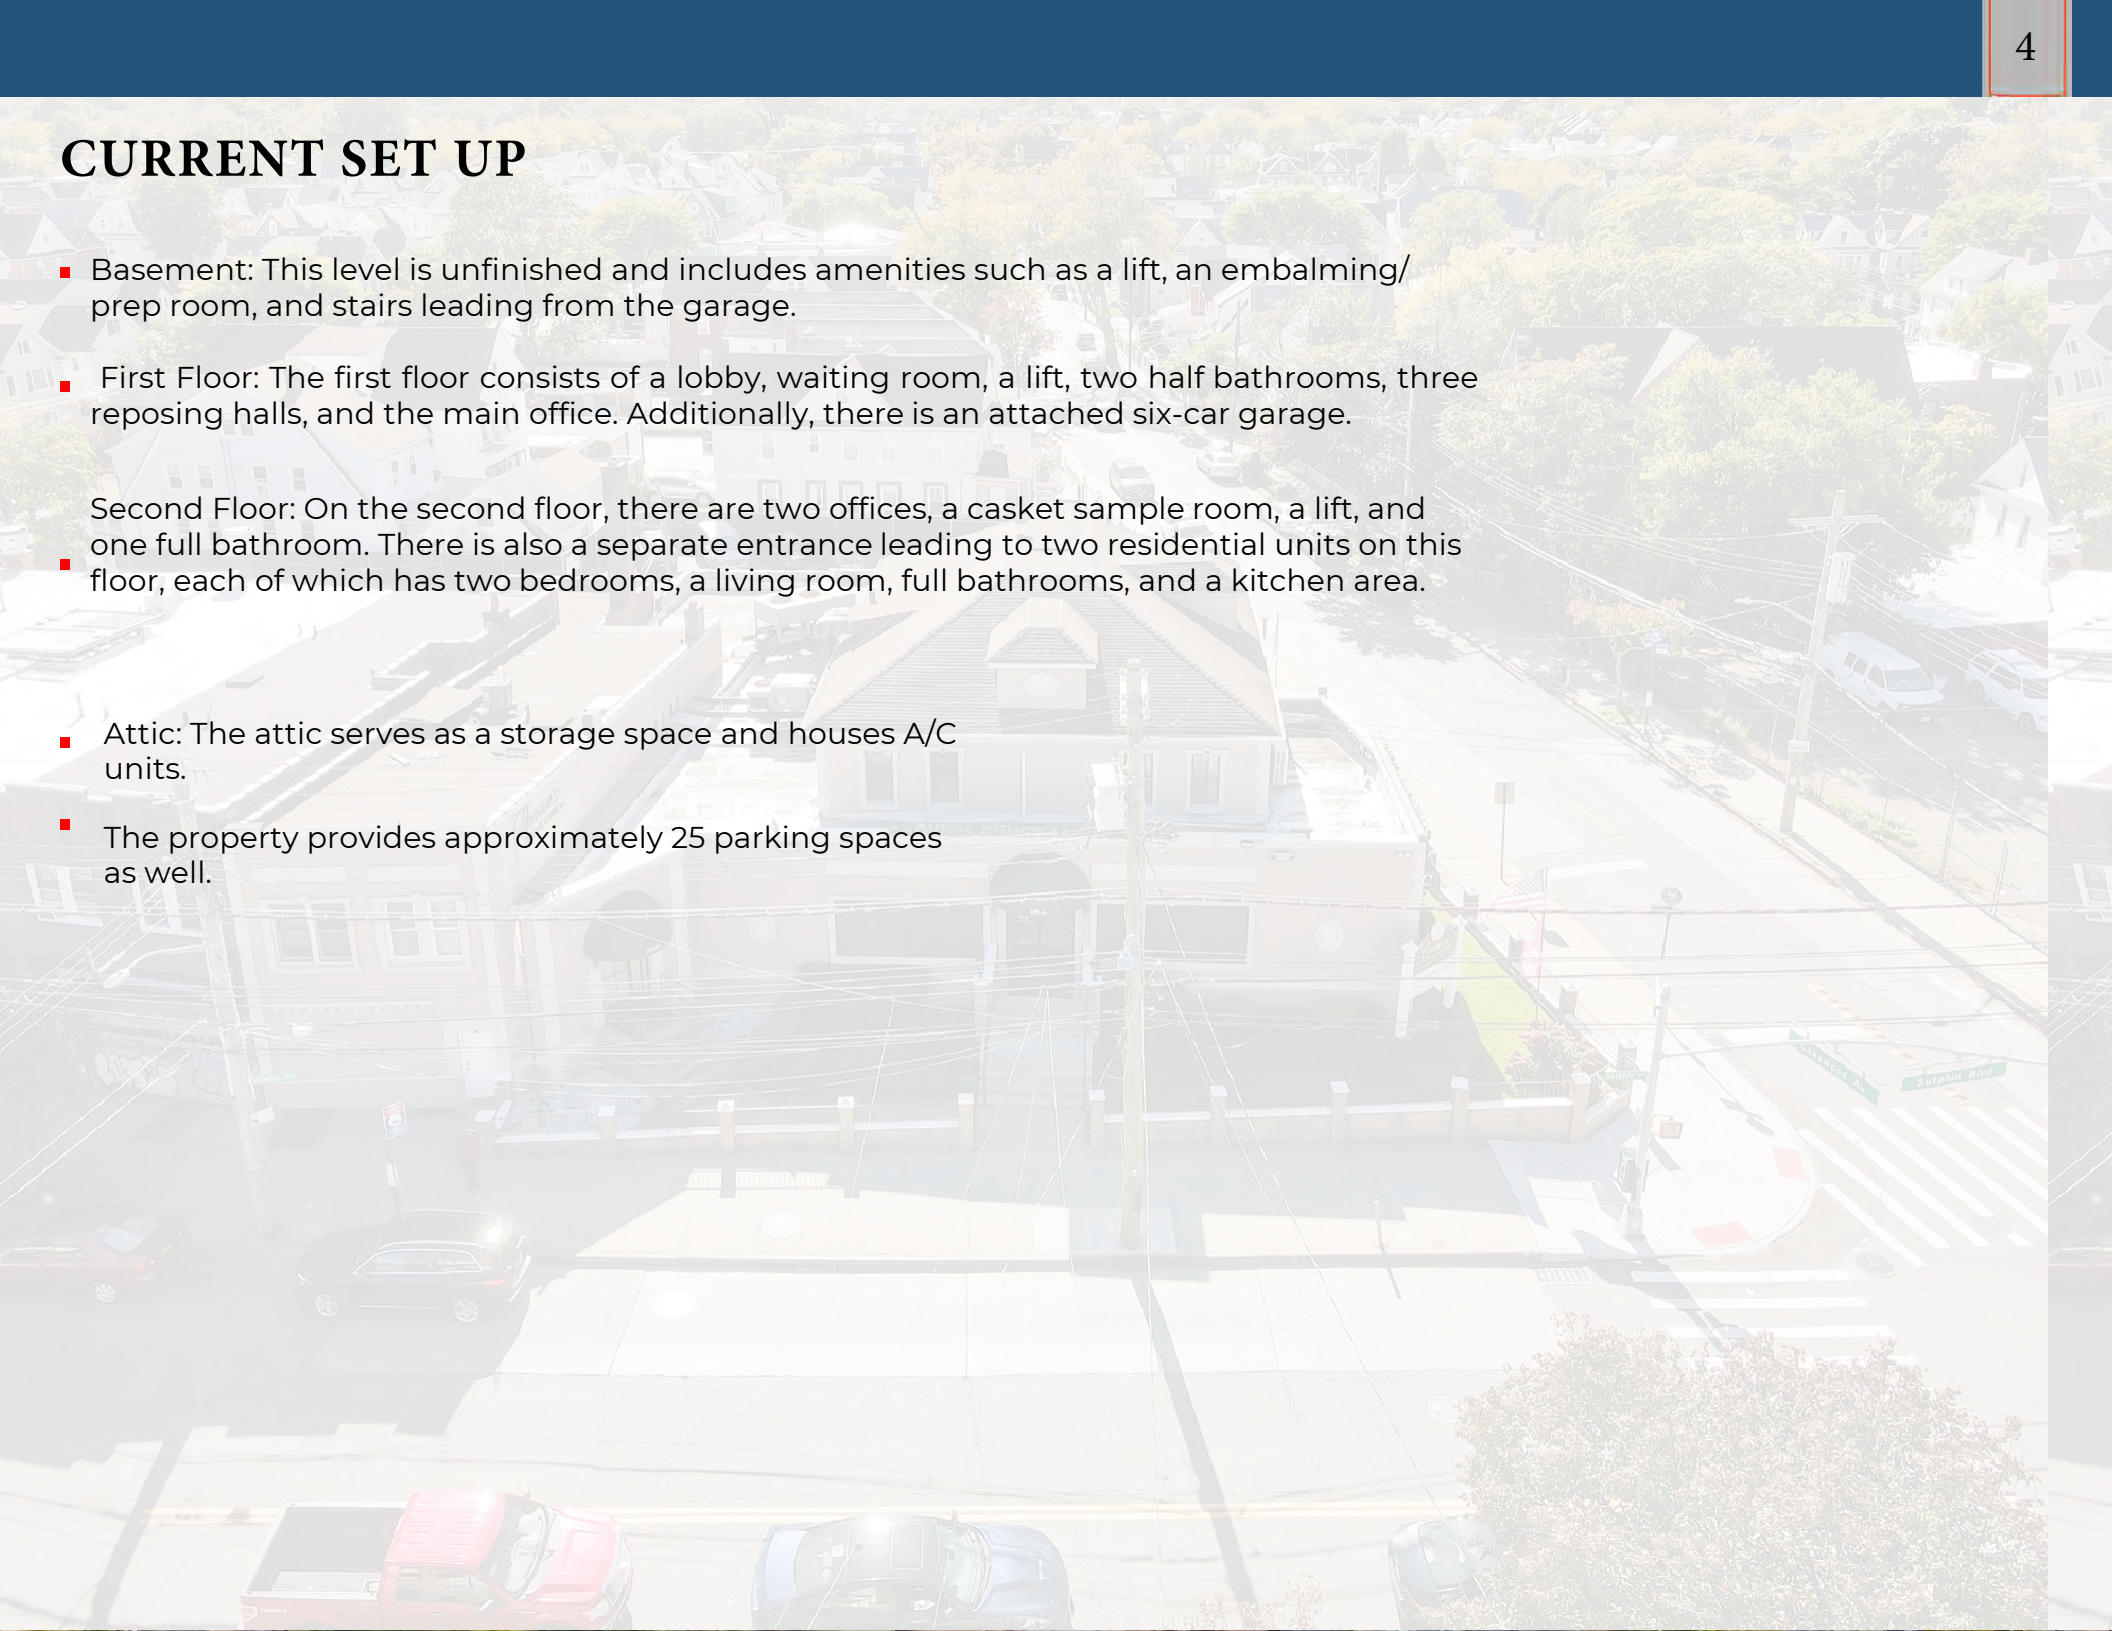 4
CURRENT SET UP
Basement: This level is unfinished and includes amenities such as a lift, an embalming/
prep room, and stairs leading from the garage.
First Floor: The first floor consists of a lobby, waiting room, a lift, two half bathrooms, three
reposing halls, and the main office. Additionally, there is an attached six-car garage.
Second Floor: On the second floor, there are two offices, a casket sample room, a lift, and
one full bathroom. There is also a separate entrance leading to two residential units on this
floor, each of which has two bedrooms, a living room, full bathrooms, and a kitchen area.
Attic: The attic serves as a storage space and houses A/C
units.
The property provides approximately 25 parking spaces
as well.
Sutphin Blvd